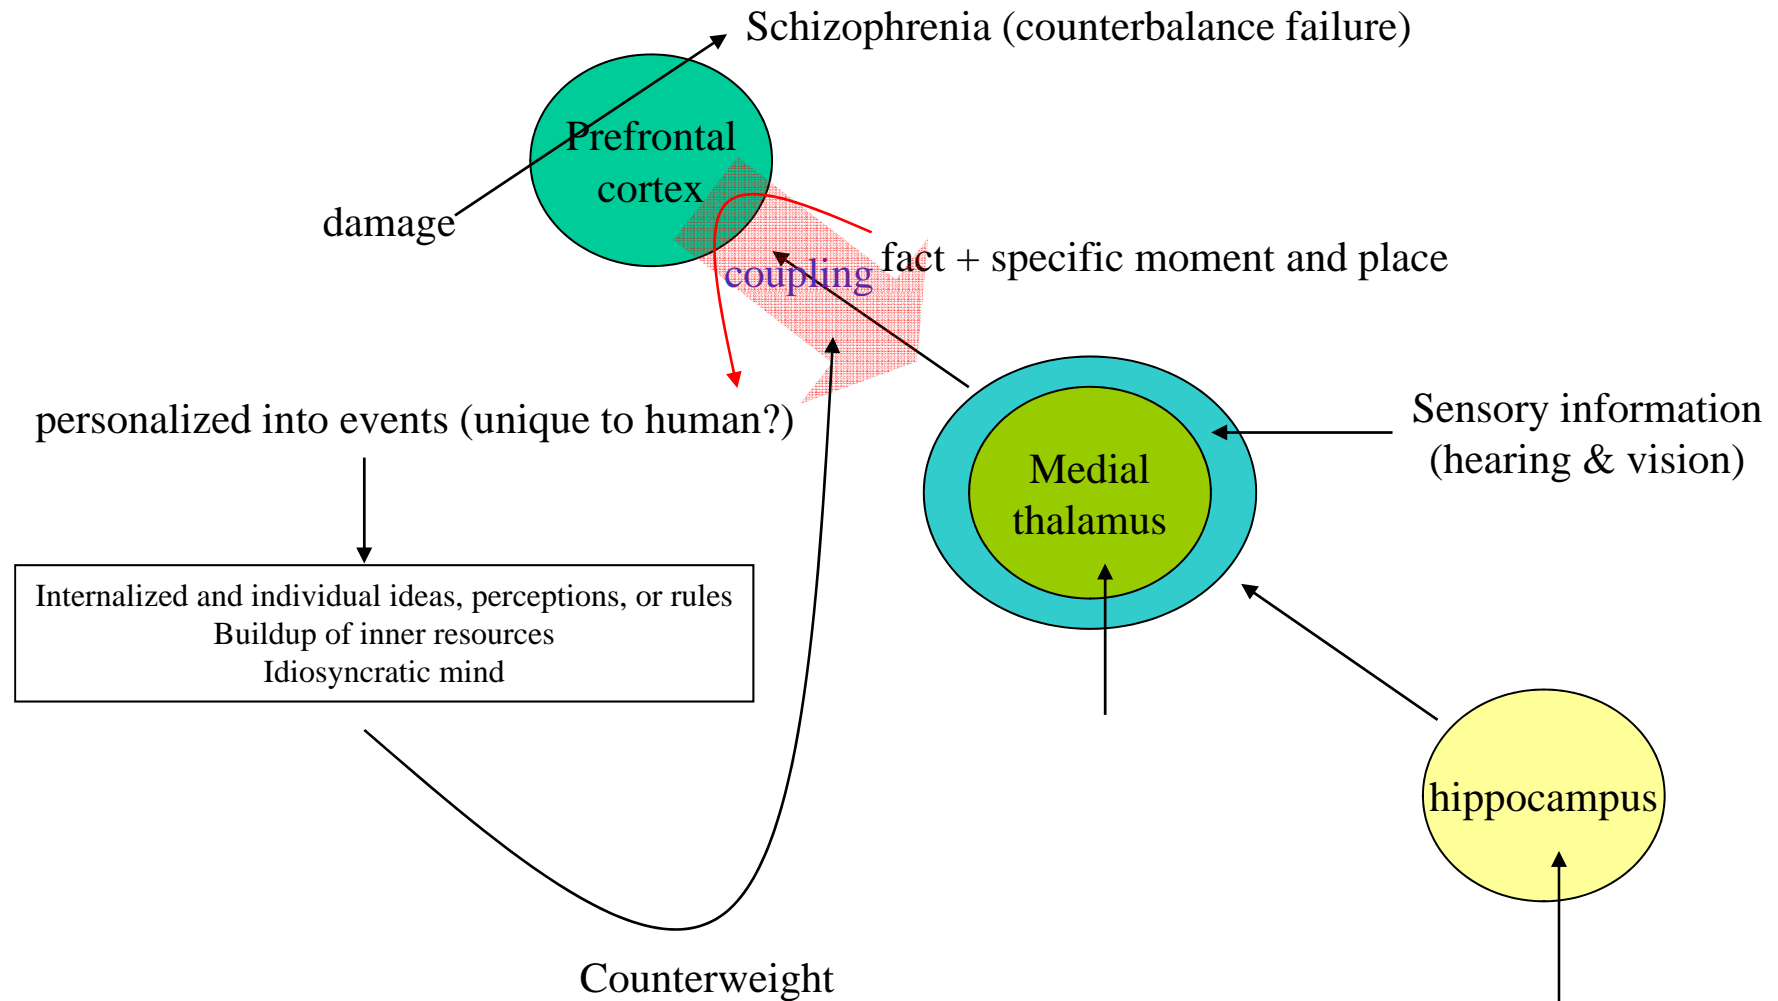 Schizophrenia (counterbalance failure)
Prefrontal
cortex
damage
coupling
fact + specific moment and place
personalized into events (unique to human?)
Sensory information
(hearing & vision)
Medial
thalamus
Internalized and individual ideas, perceptions, or rules
Buildup of inner resources
Idiosyncratic mind
hippocampus
Counterweight